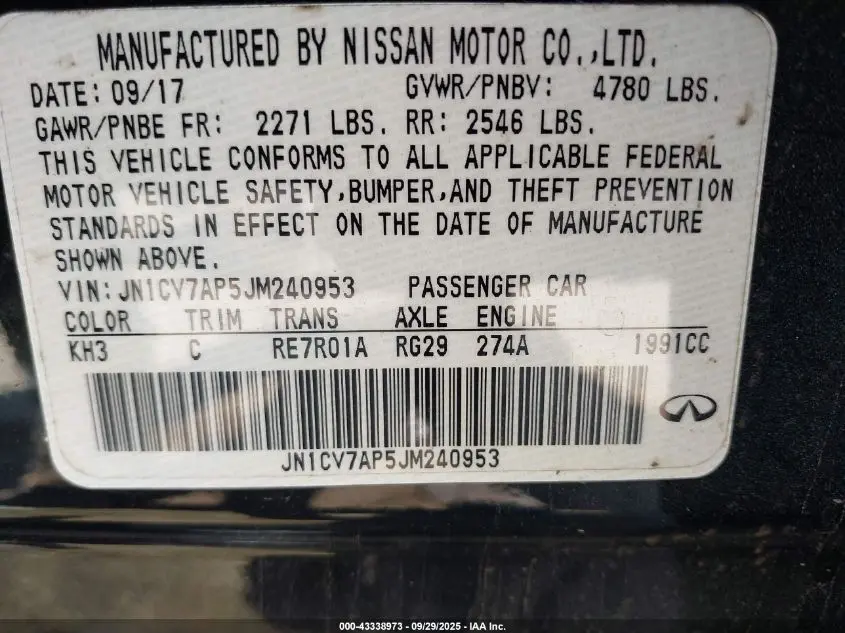 MANUFACTURED BY NISSAN MOTOR CO.,LTD.
DATE: 09/17 GVWR/PNBV: 4780 LBS.
GAWR/PNBE FR: 2271 LBS. RR: 2546 LBS.
THIS VEHICLE CONFORMS TO ALL APPLICABLE FEDERAL
MOTOR VEHICLE SAFETY,BUMPER,AND THEFT PREVENTION
STANDARDS IN EFFECT ON THE DATE OF MANUFACTURE
SHOWN ABOVE.
VIN: JN1CV7AP5JM240953 PASSENGER CAR
COLOR TRIM TRANS AXLE ENGINE
KH3 C RE7R01A RG29 274A 1991CC
JN1CV7AP5JM240953
000-43338973 - 09/29/2025 - IAA Inc.